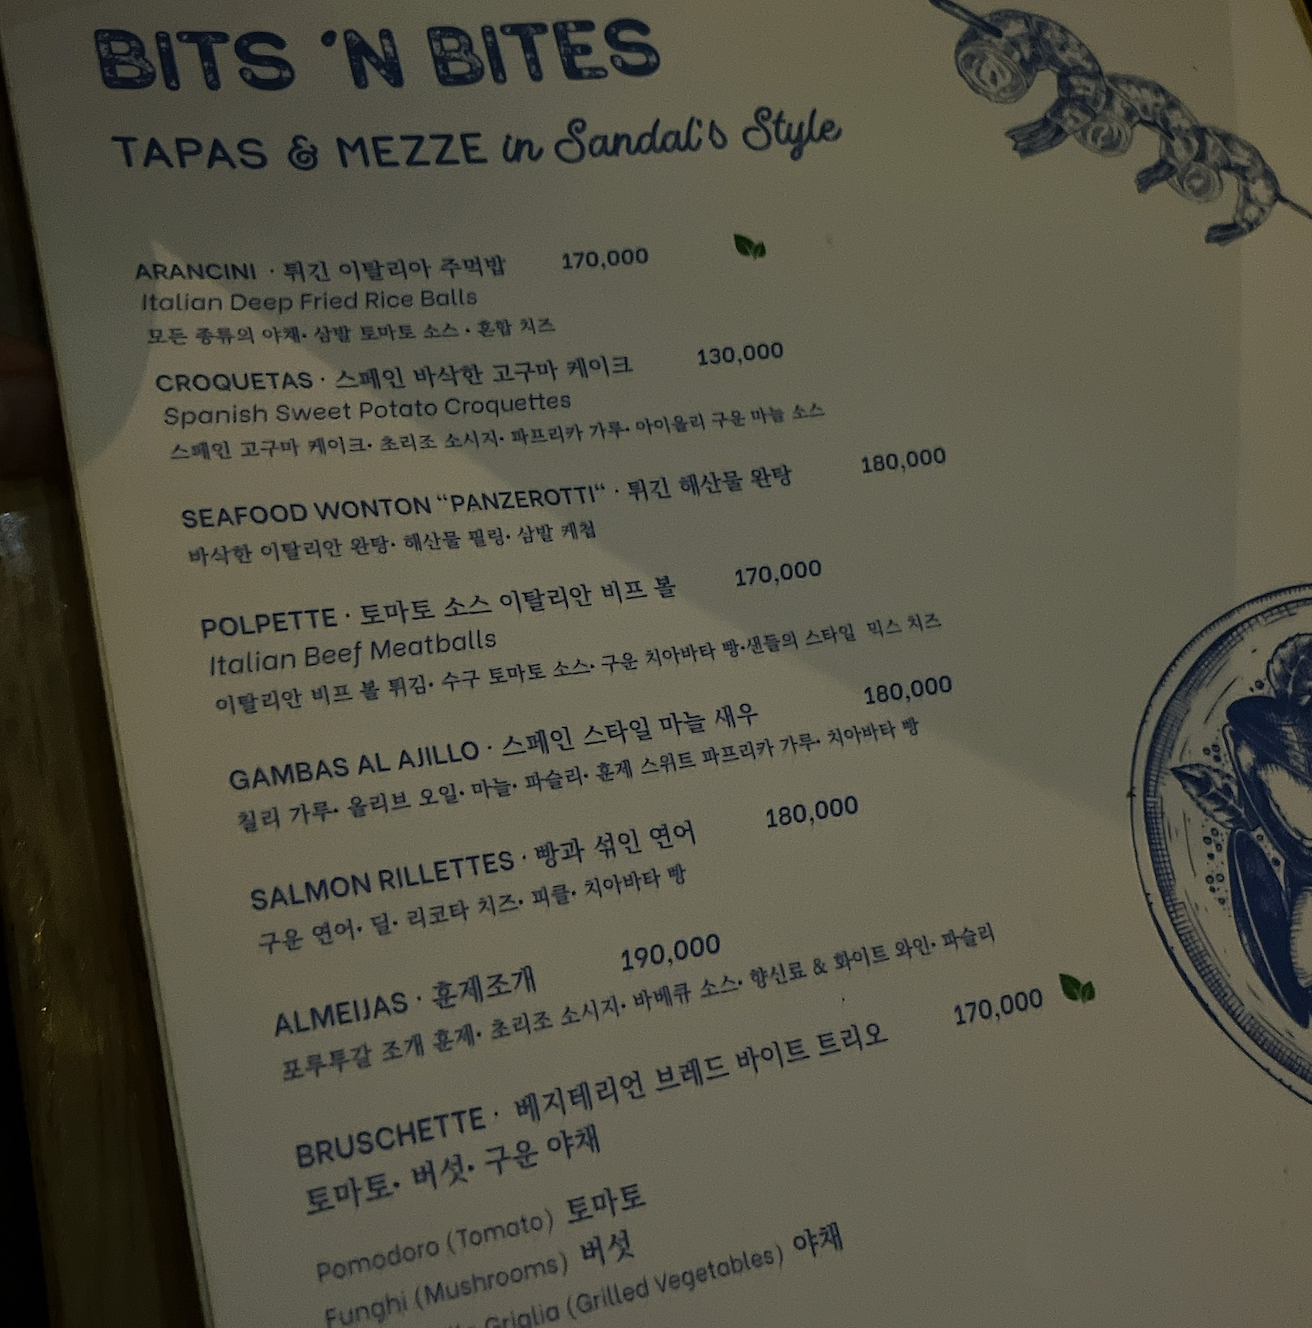 BITS 'N BITES
TAPAS & MEZZE in Sandal's Style
ARANCINI · 튀긴 이탈리아 주먹밥 170,000
Italian Deep Fried Rice Balls
모든 종류의 야채· 삼발 토마토 소스 · 혼합 치즈
CROQUETAS · 스페인 바삭한 고구마 케이크 130,000
Spanish Sweet Potato Croquettes
스페인 고구마 케이크· 초리조 소시지· 파프리카 가루· 아이올리 구운 마늘 소스
SEAFOOD WONTON “PANZEROTTI“ · 튀긴 해산물 완탕 180,000
바삭한 이탈리안 완탕· 해산물 필링· 삼발 케첩
POLPETTE · 토마토 소스 이탈리안 비프 볼 170,000
Italian Beef Meatballs
이탈리안 비프 볼 튀김· 수구 토마토 소스· 구운 치아바타 빵·샌들의 스타일 믹스 치즈
GAMBAS AL AJILLO · 스페인 스타일 마늘 새우 180,000
칠리 가루· 올리브 오일· 마늘· 파슬리· 훈제 스위트 파프리카 가루· 치아바타 빵
SALMON RILLETTES · 빵과 섞인 연어 180,000
구운 연어· 딜· 리코타 치즈· 피클· 치아바타 빵
ALMEIJAS · 훈제조개 190,000
포루투갈 조개 훈제· 초리조 소시지· 바베큐 소스· 향신료 & 화이트 와인· 파슬리
BRUSCHETTE · 베지테리언 브레드 바이트 트리오 170,000
토마토· 버섯· 구운 야채
Pomodoro (Tomato) 토마토
Funghi (Mushrooms) 버섯
Griglia (Grilled Vegetables) 야채